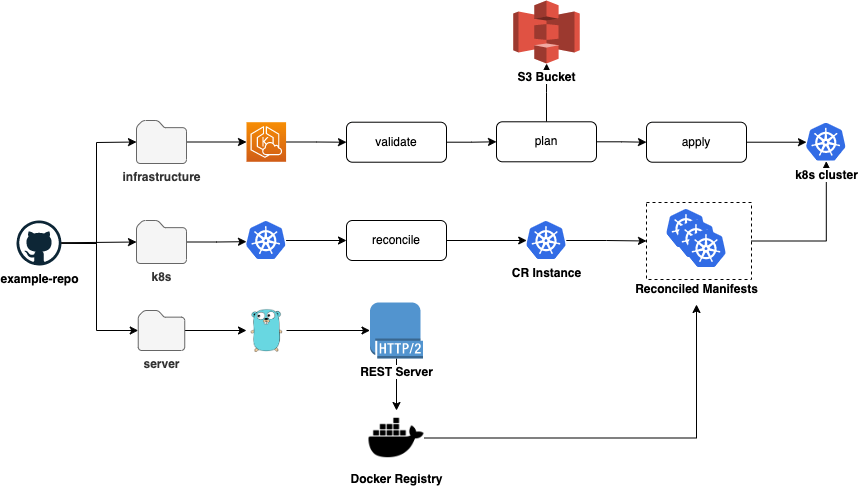 S3 Bucket
validate
plan
apply
infrastructure
k8s cluster
example-repo
k8s
reconcile
CR Instance
Reconciled Manifests
server
HTTP/2
REST Server
Docker Registry